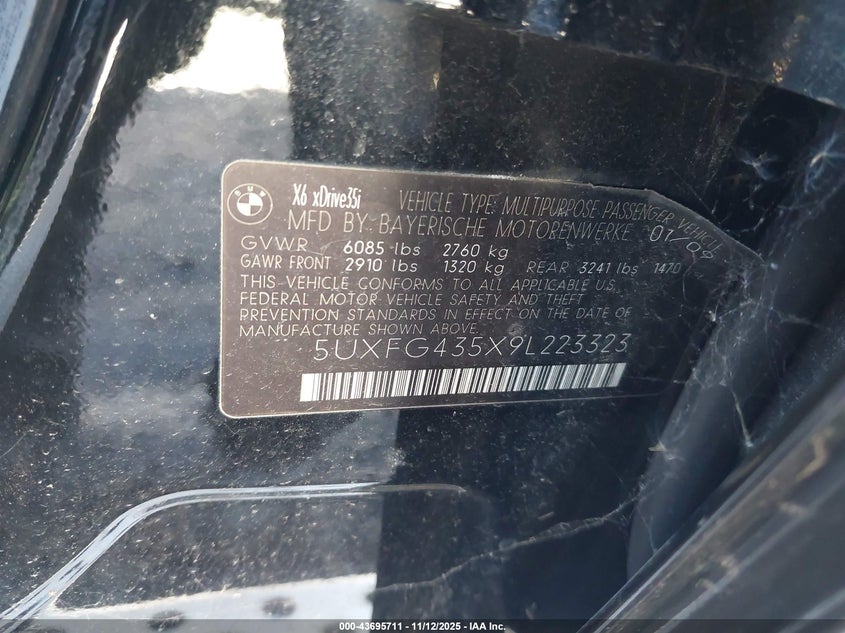 BMW
X6 xDrive35i VEHICLE TYPE: MULTIPURPOSE PASSENGER VEHICLE
MFD BY: BAYERISCHE MOTORENWERKE 01/09
GVWR 6085 lbs 2760 kg
GAWR FRONT 2910 lbs 1320 kg REAR 3241 lbs 1470
THIS VEHICLE CONFORMS TO ALL APPLICABLE U.S.
FEDERAL MOTOR VEHICLE SAFETY AND THEFT
PREVENTION STANDARDS IN EFFECT ON THE DATE OF
MANUFACTURE SHOWN ABOVE.
5UXFG435X9L223323
000-43695711 - 11/12/2025 - IAA Inc.